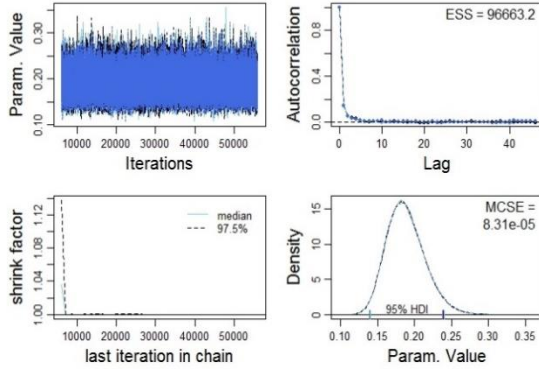 Param. Value
0.10
0.20
0.30
10000 20000 30000 40000 50000
Iterations
ESS = 96663.2
Autocorrelation
0.0
0.4
0.8
0 10 20 30 40
Lag
median
97.5%
shrink factor
1.00
1.04
1.08
1.12
10000 20000 30000 40000 50000
last iteration in chain
MCSE =
8.31e-05
Density
0
5
10
15
95% HDI
0.10 0.15 0.20 0.25 0.30 0.35
Param. Value